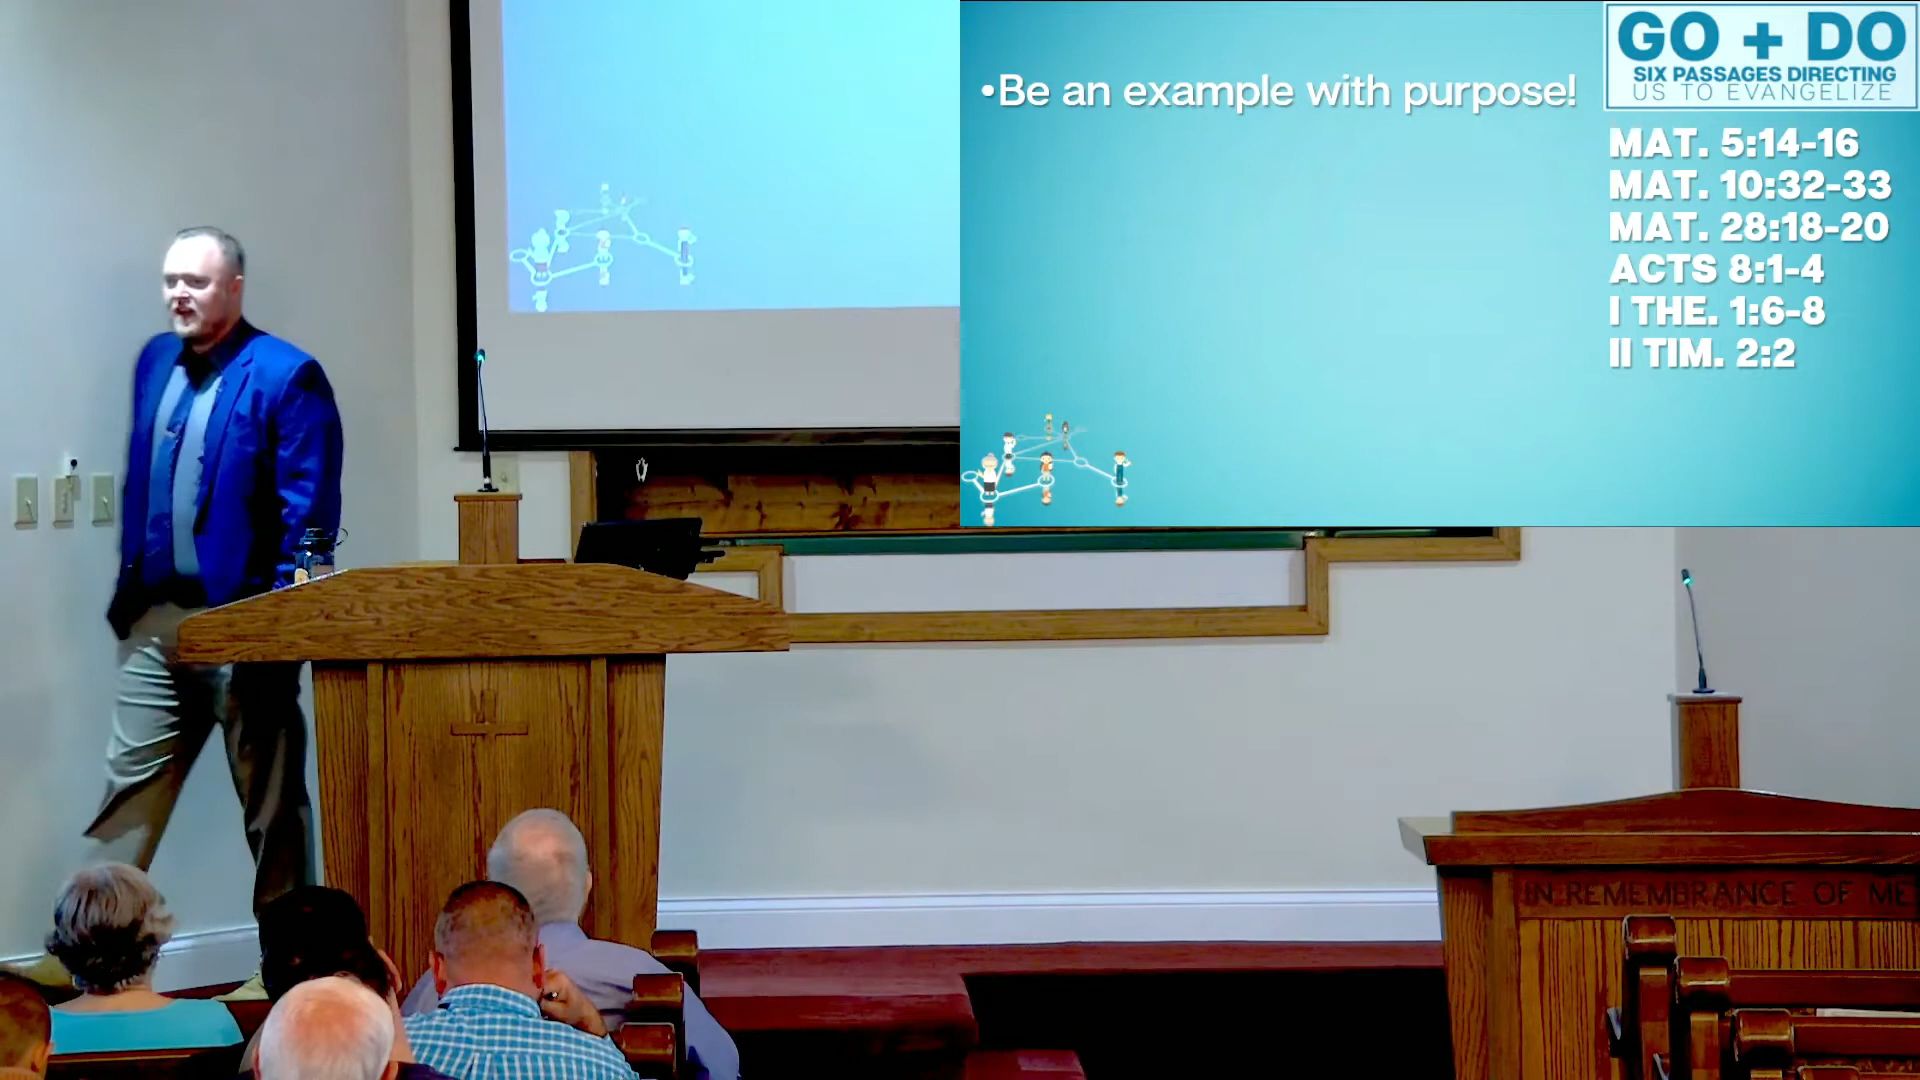 •Be an example with purpose!
GO + DO
SIX PASSAGES DIRECTING
US TO EVANGELIZE
MAT. 5:14-16
MAT. 10:32-33
MAT. 28:18-20
ACTS 8:1-4
I THE. 1:6-8
II TIM. 2:2
IN REMEMBRANCE OF ME